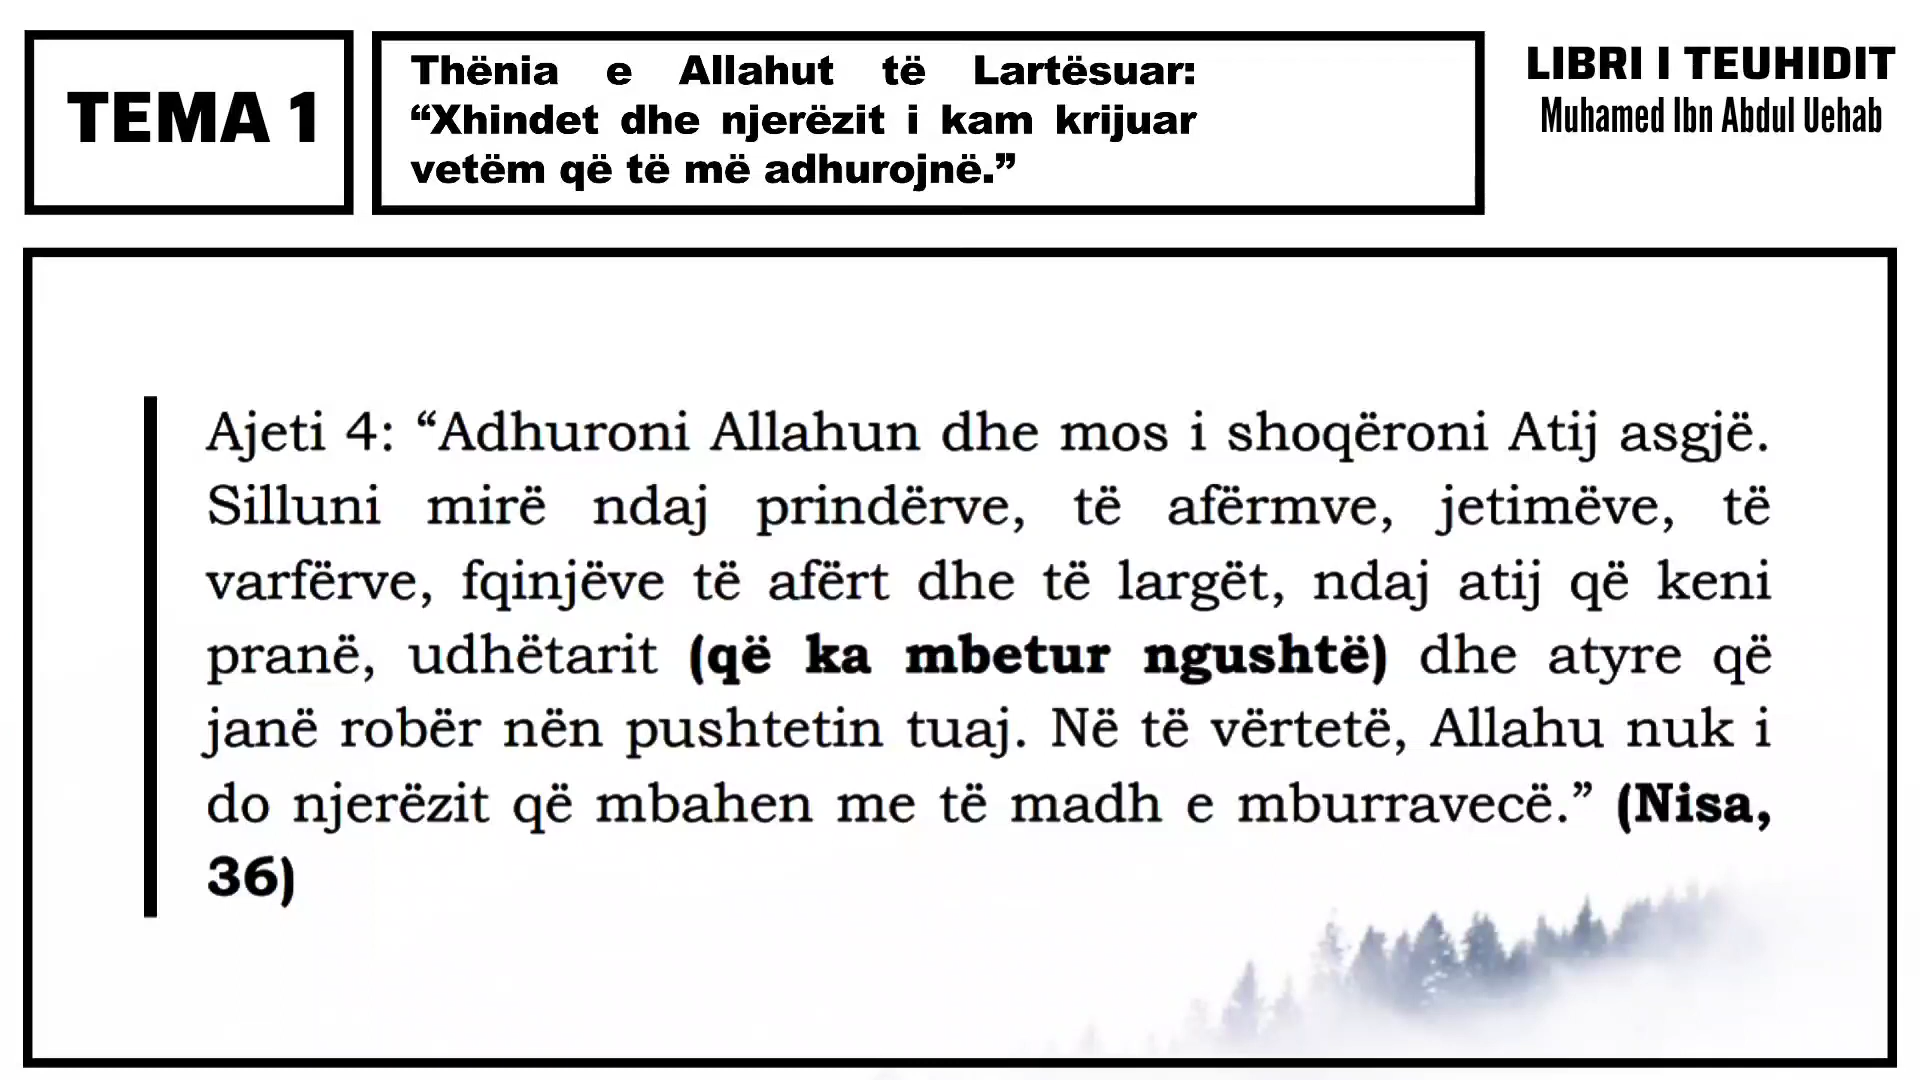 TEMA 1
Thënia e Allahut të Lartësuar:
“Xhindet dhe njerëzit i kam krijuar
vetëm që të më adhurojnë.”
LIBRI I TEUHIDIT
Muhamed Ibn Abdul Uehab
Ajeti 4: “Adhuroni Allahun dhe mos i shoqëroni Atij asgjë.
Silluni mirë ndaj prindërve, të afërmve, jetimëve, të
varfërve, fqinjëve të afërt dhe të largët, ndaj atij që keni
pranë, udhëtarit (që ka mbetur ngushtë) dhe atyre që
janë robër nën pushtetin tuaj. Në të vërtetë, Allahu nuk i
do njerëzit që mbahen me të madh e mburravecë.” (Nisa,
36)